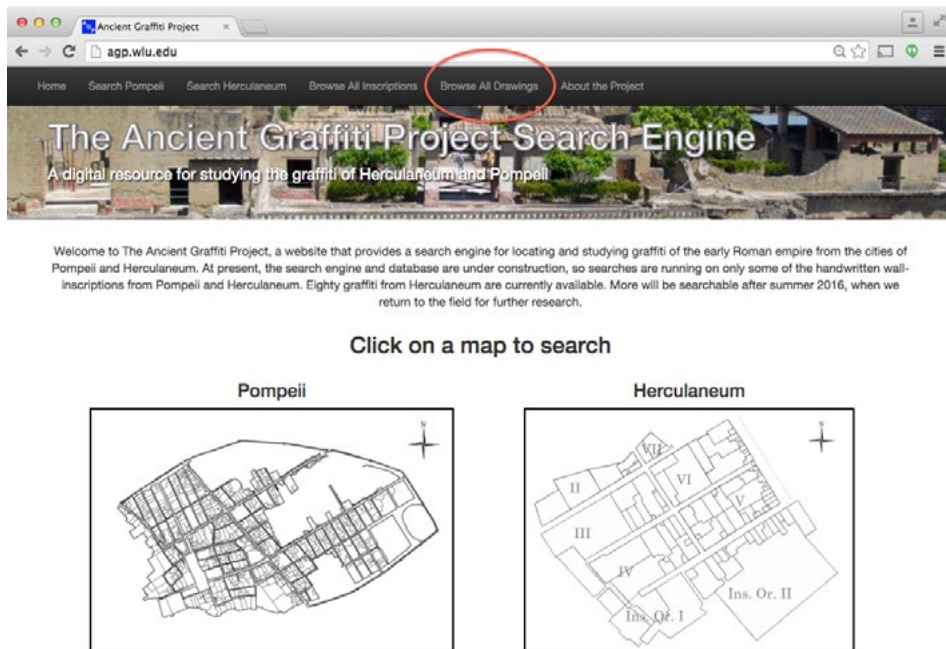 Ancient Graffiti Project
agp.wlu.edu
Home Search Pompeii Search Herculaneum Browse All Inscriptions Browse All Drawings About the Project
The Ancient Graffiti Project Search Engine
A digital resource for studying the graffiti of Herculaneum and Pompeii
Welcome to The Ancient Graffiti Project, a website that provides a search engine for locating and studying graffiti of the early Roman empire from the cities of
Pompeii and Herculaneum. At present, the search engine and database are under construction, so searches are running on only some of the handwritten wall-
inscriptions from Pompeii and Herculaneum. Eighty graffiti from Herculaneum are currently available. More will be searchable after summer 2016, when we
return to the field for further research.
Click on a map to search
Pompeii
N
Herculaneum
N
VII
II
VI
V
III
IV
Ins. Or. II
Ins. Or. I